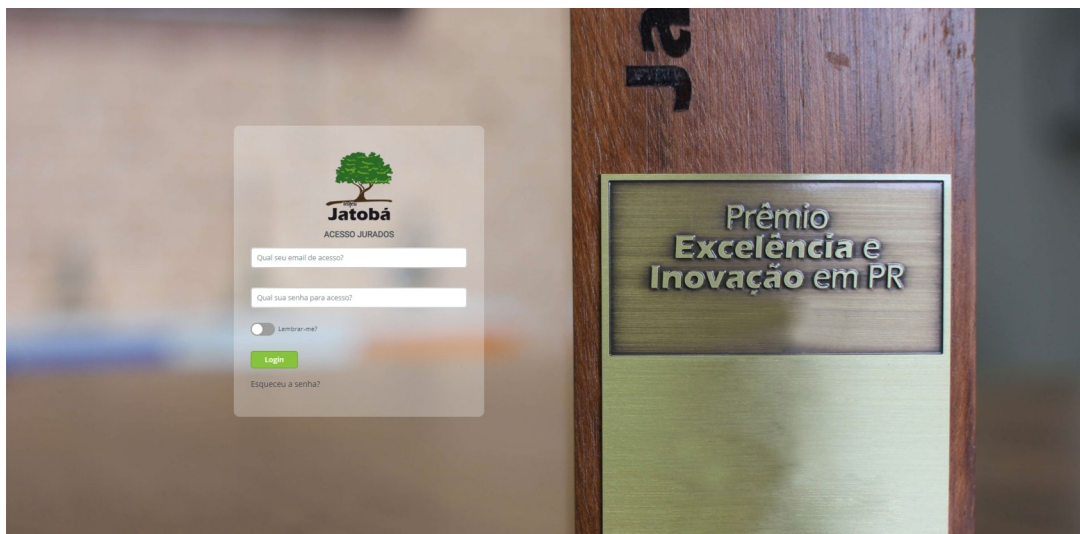 Jatobá
ACESSO JURADOS
Qual seu email de acesso?
Qual sua senha para acesso?
Lembrar-me?
Login
Esqueceu a senha?
Ja
Prêmio
Excelência e
Inovação em PR